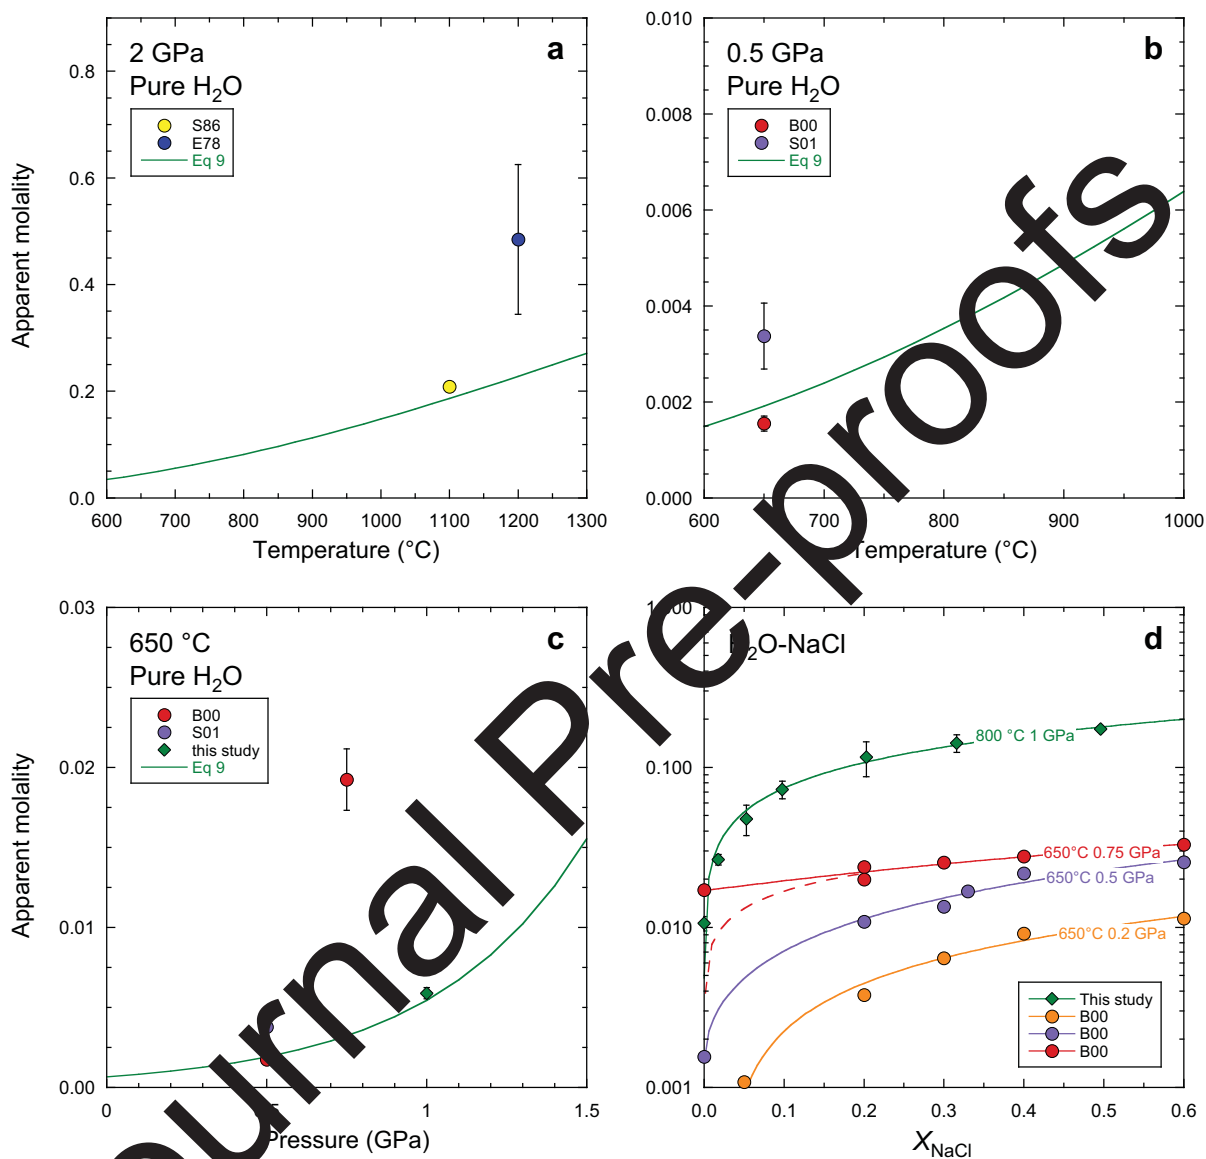 2 GPa
Pure H₂O
a
S86
E78
Eq 9
0.8
0.6
0.4
0.2
0.0
Apparent molality
600 700 800 900 1000 1100 1200 1300
Temperature (°C)
0.5 GPa
Pure H₂O
b
B00
S01
Eq 9
0.010
0.008
0.006
0.004
0.002
0.000
600 700 800 900 1000
Temperature (°C)
650 °C
Pure H₂O
c
B00
S01
this study
Eq 9
0.03
0.02
0.01
0.00
Apparent molality
0 1 1.5
Pressure (GPa)
H₂O-NaCl
d
800 °C 1 GPa
650°C 0.75 GPa
650°C 0.5 GPa
650°C 0.2 GPa
This study
B00
B00
B00
1.000
0.100
0.010
0.001
0.0 0.1 0.2 0.3 0.4 0.5 0.6
X NaCl
ournal Pre-proofs